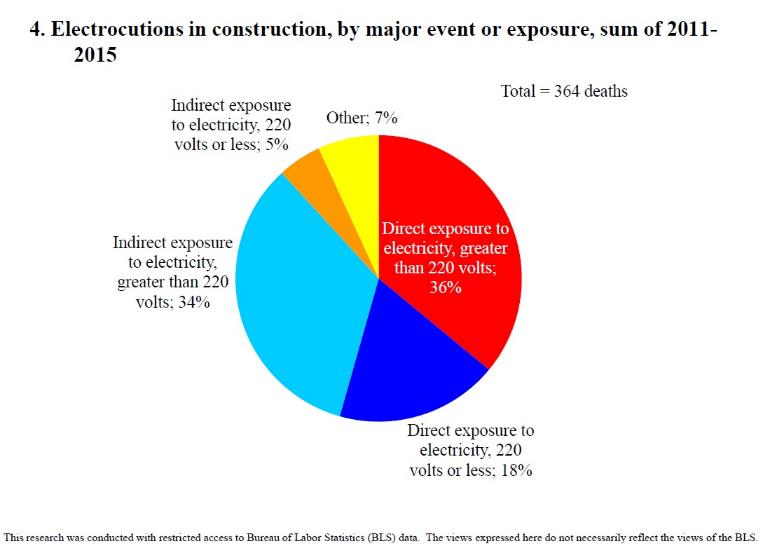 4. Electrocutions in construction, by major event or exposure, sum of 2011-
2015
Total = 364 deaths
Indirect exposure
to electricity, 220
volts or less; 5%
Other; 7%
Direct exposure to
electricity, greater
than 220 volts;
36%
Indirect exposure
to electricity,
greater than 220
volts; 34%
Direct exposure to
electricity, 220
volts or less; 18%
This research was conducted with restricted access to Bureau of Labor Statistics (BLS) data.  The views expressed here do not necessarily reflect the views of the BLS.